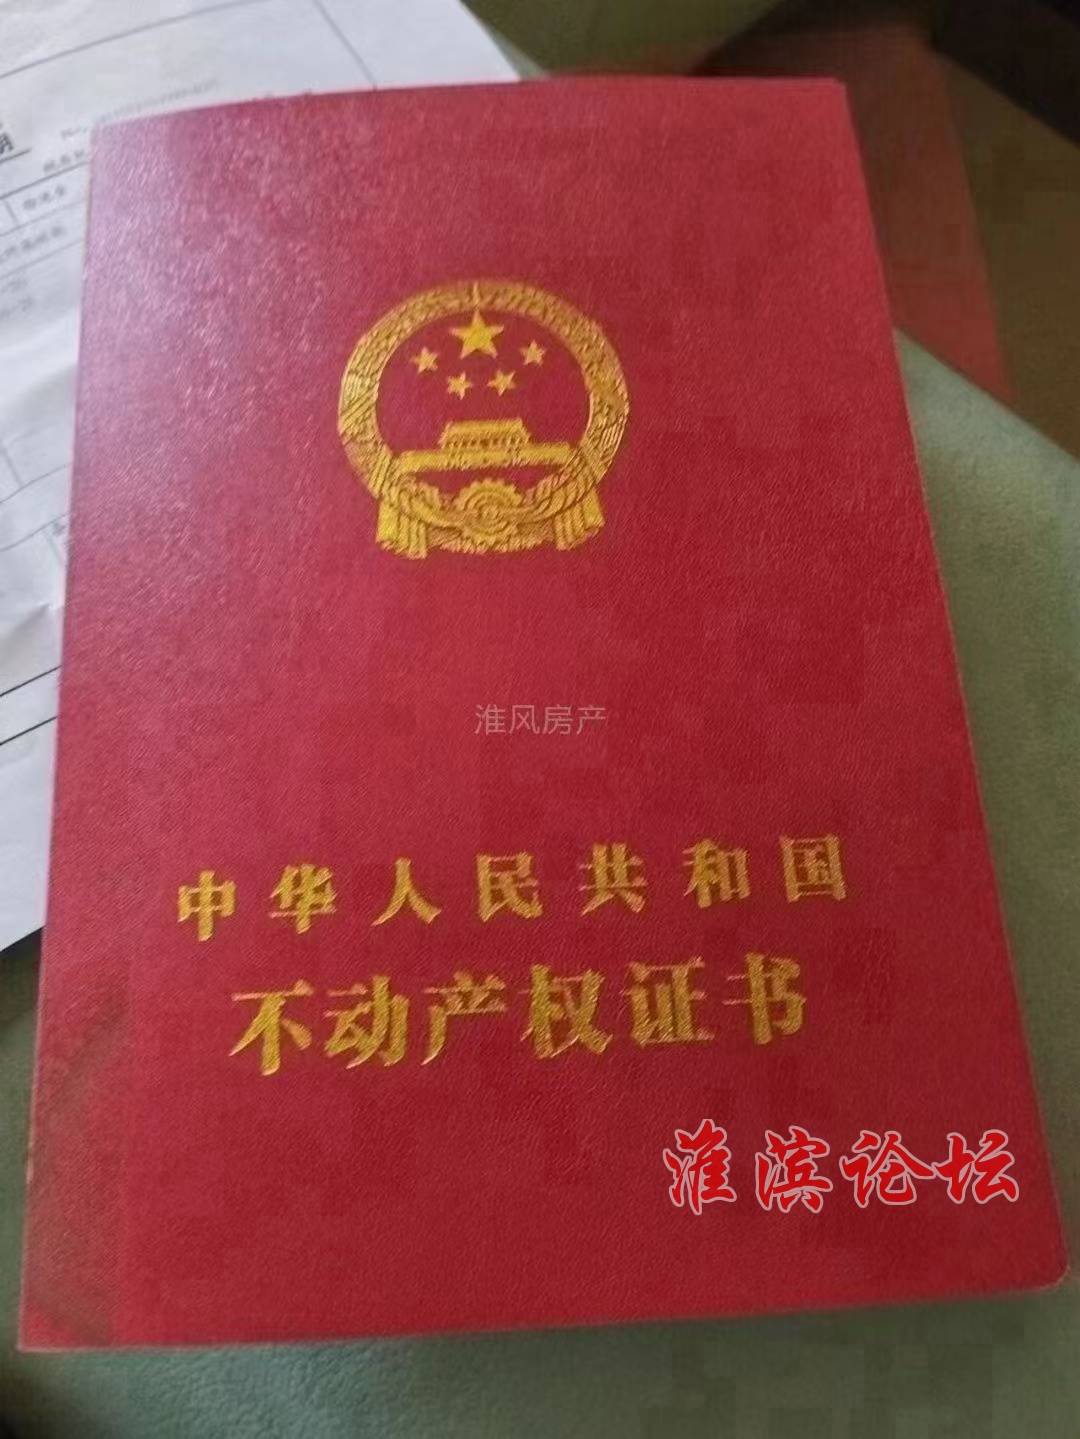 淮风房产
中华人民共和国
不动产权证书
淮滨论坛